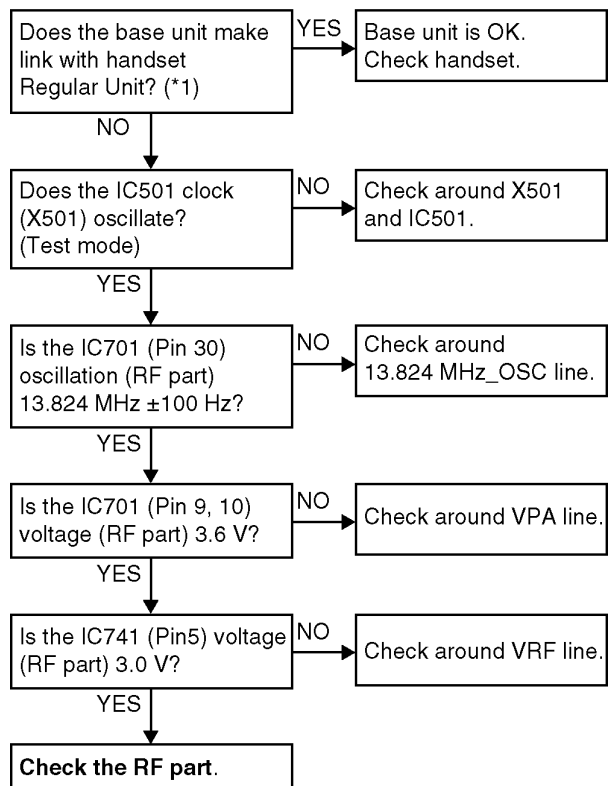 Does the base unit make
link with handset
Regular Unit? (*1)
YES
Base unit is OK.
Check handset.
NO
Does the IC501 clock
(X501) oscillate?
(Test mode)
NO
Check around X501
and IC501.
YES
Is the IC701 (Pin 30)
oscillation (RF part)
13.824 MHz ±100 Hz?
NO
Check around
13.824 MHz_OSC line.
YES
Is the IC701 (Pin 9, 10)
voltage (RF part) 3.6 V?
NO
Check around VPA line.
YES
Is the IC741 (Pin5) voltage
(RF part) 3.0 V?
NO
Check around VRF line.
YES
Check the RF part.